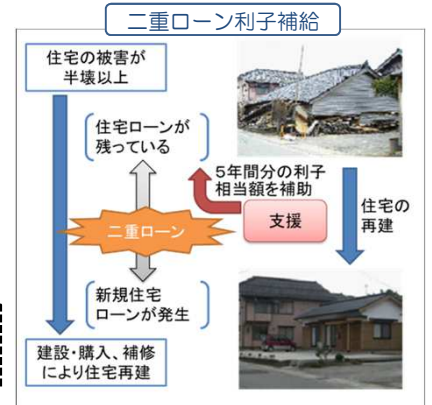 二重ローン利子補給
住宅の被害が
半壊以上
住宅ローンが
残っている
5年間分の利子
相当額を補助
支援
二重ローン
住宅の
再建
新規住宅
ローンが発生
建設・購入、補修
により住宅再建